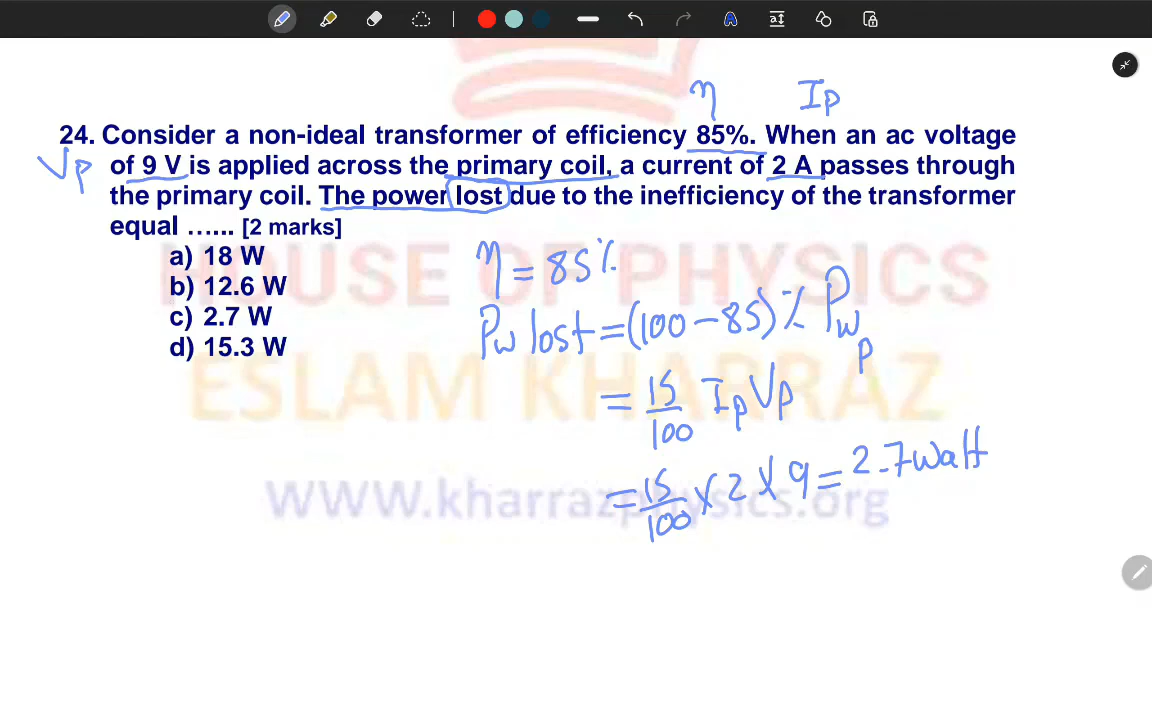 η Ip
24. Consider a non-ideal transformer of efficiency 85%. When an ac voltage
Vp of 9 V is applied across the primary coil, a current of 2 A passes through
the primary coil. The power lost due to the inefficiency of the transformer
equal …... [2 marks]
a) 18 W
b) 12.6 W
c) 2.7 W
d) 15.3 W
η = 85%
Pw lost = (100 - 85) % Pwp
= 15/100 Ip Vp
= 15/100 × 2 × 9 = 2.7 watt
HOUSE OF PHYSICS
ESLAM KHARRAZ
www.kharrazphysics.org